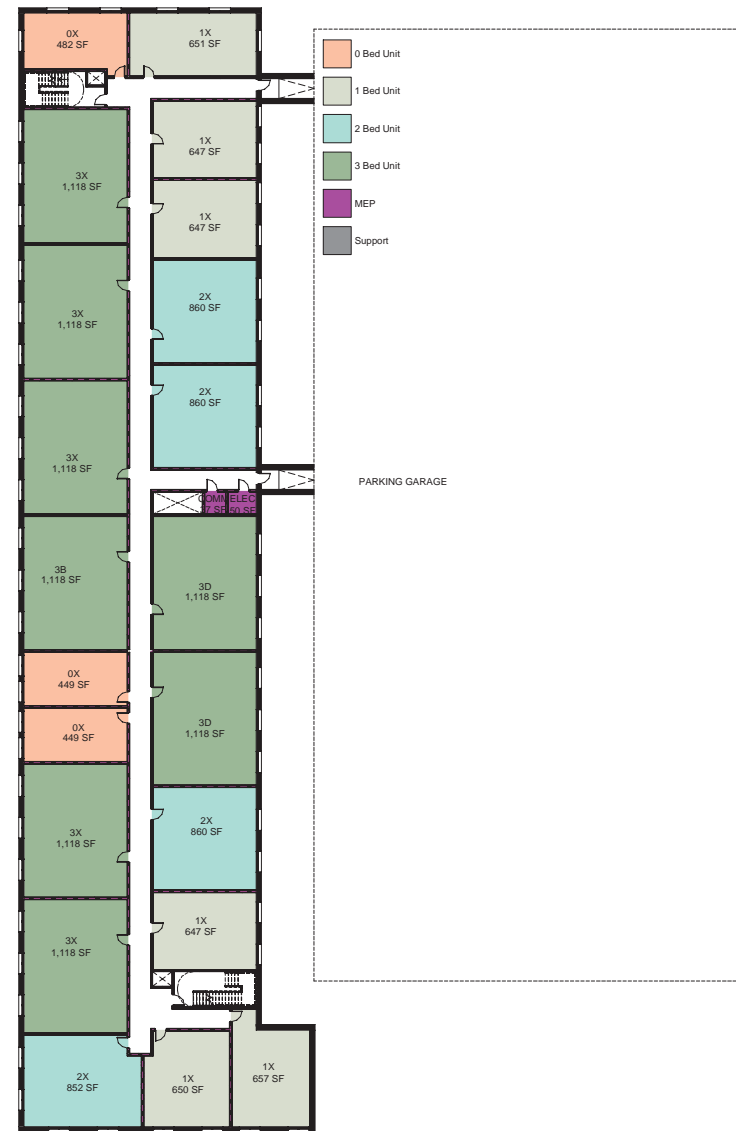 0X
482 SF
1X
651 SF
0 Bed Unit
1 Bed Unit
2 Bed Unit
3 Bed Unit
MEP
Support
3X
1,118 SF
1X
647 SF
1X
647 SF
3X
1,118 SF
2X
860 SF
2X
860 SF
3X
1,118 SF
PARKING GARAGE
COMM
37 SF
ELEC
50 SF
3B
1,118 SF
3D
1,118 SF
0X
449 SF
0X
449 SF
3D
1,118 SF
3X
1,118 SF
2X
860 SF
3X
1,118 SF
1X
647 SF
2X
852 SF
1X
650 SF
1X
657 SF